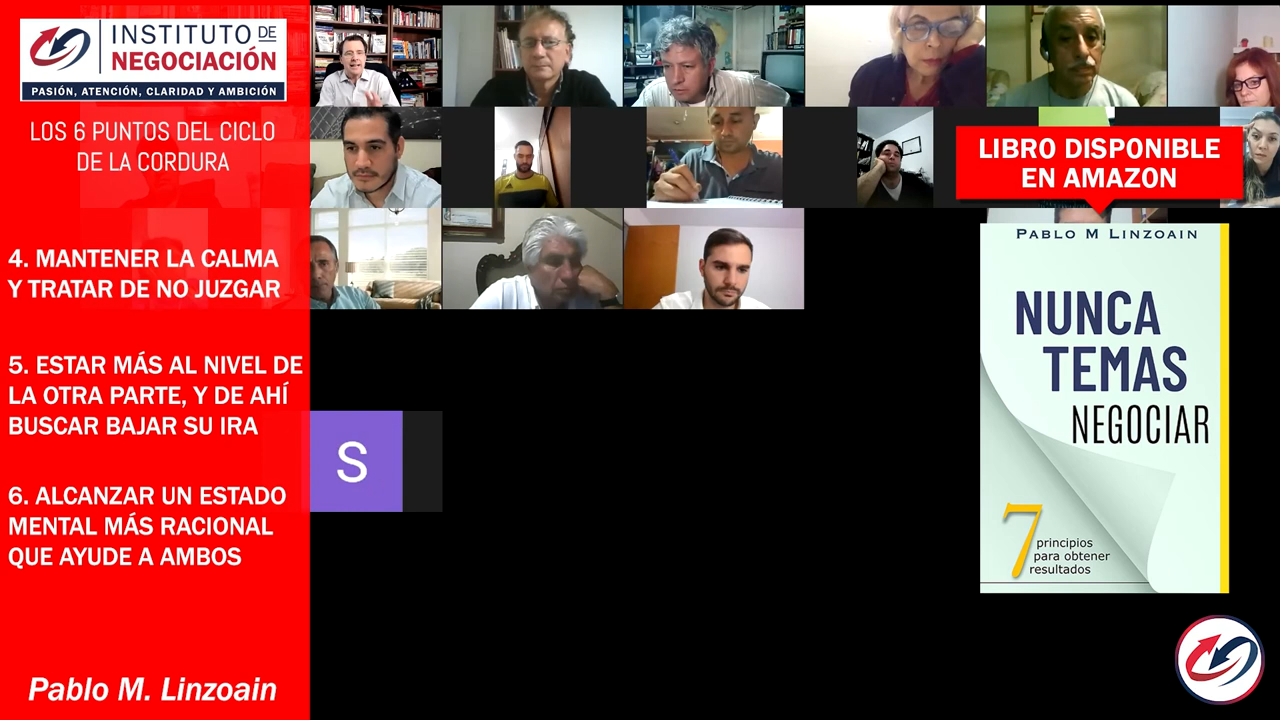 INSTITUTO DE
NEGOCIACIÓN
PASIÓN, ATENCIÓN, CLARIDAD Y AMBICIÓN
LOS 6 PUNTOS DEL CICLO
DE LA CORDURA
4. MANTENER LA CALMA
Y TRATAR DE NO JUZGAR
5. ESTAR MÁS AL NIVEL DE
LA OTRA PARTE, Y DE AHÍ
BUSCAR BAJAR SU IRA
6. ALCANZAR UN ESTADO
MENTAL MÁS RACIONAL
QUE AYUDE A AMBOS
Pablo M. Linzoain
S
LIBRO DISPONIBLE
EN AMAZON
PABLO M LINZOAIN
NUNCA
TEMAS
NEGOCIAR
7 principios
para obtener
resultados